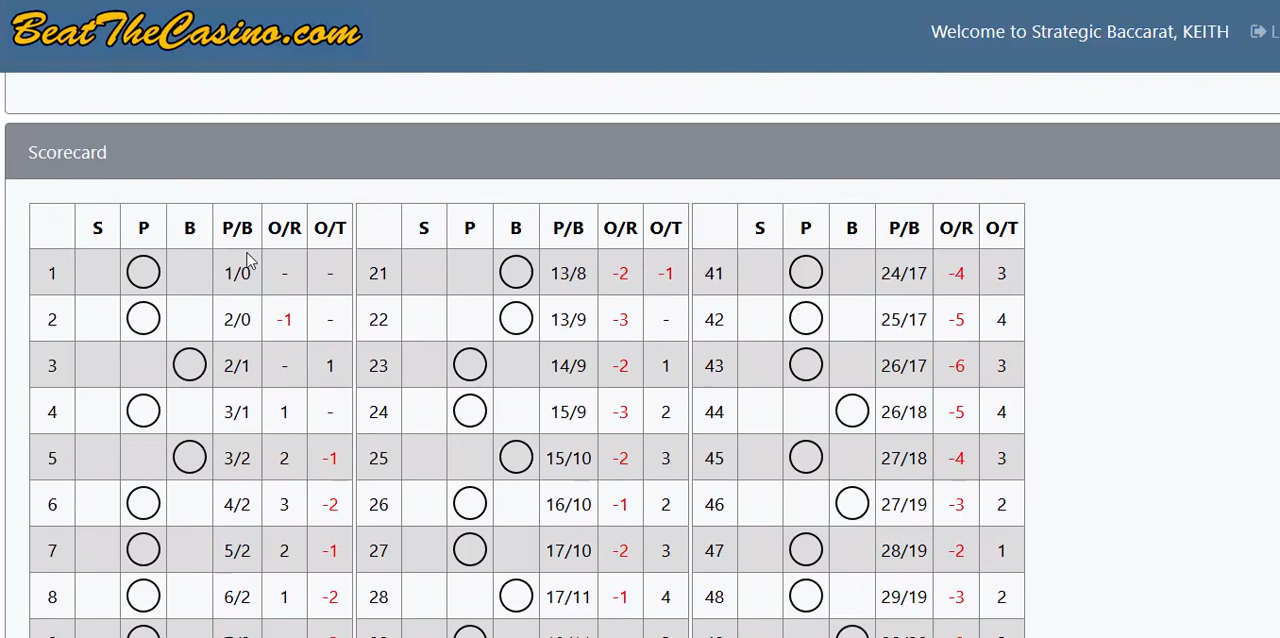 BeatTheCasino.com
Welcome to Strategic Baccarat, KEITH
Scorecard
S P B P/B O/R O/T S P B P/B O/R O/T S P B P/B O/R O/T
1 1/0 - - 21 13/8 -2 -1 41 24/17 -4 3
2 2/0 -1 - 22 13/9 -3 - 42 25/17 -5 4
3 2/1 - 1 23 14/9 -2 1 43 26/17 -6 3
4 3/1 1 - 24 15/9 -3 2 44 26/18 -5 4
5 3/2 2 -1 25 15/10 -2 3 45 27/18 -4 3
6 4/2 3 -2 26 16/10 -1 2 46 27/19 -3 2
7 5/2 2 -1 27 17/10 -2 3 47 28/19 -2 1
8 6/2 1 -2 28 17/11 -1 4 48 29/19 -3 2